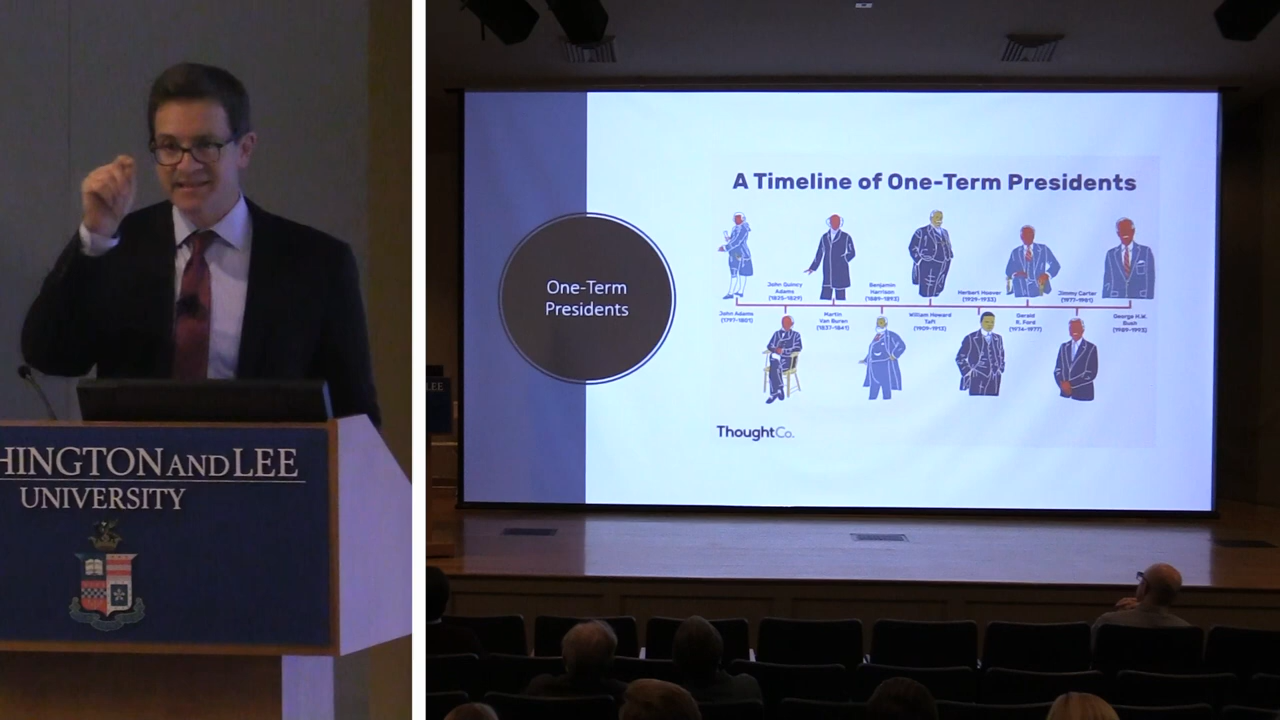 HINGTON AND LEE
UNIVERSITY
LEE
One-Term
Presidents
A Timeline of One-Term Presidents
John Adams
(1797-1801)
John Quincy
Adams
(1825-1829)
Martin
Van Buren
(1837-1841)
Benjamin
Harrison
(1889-1893)
William Howard
Taft
(1909-1913)
Herbert Hoover
(1929-1933)
Gerald
R. Ford
(1974-1977)
Jimmy Carter
(1977-1981)
George H.W.
Bush
(1989-1993)
ThoughtCo.